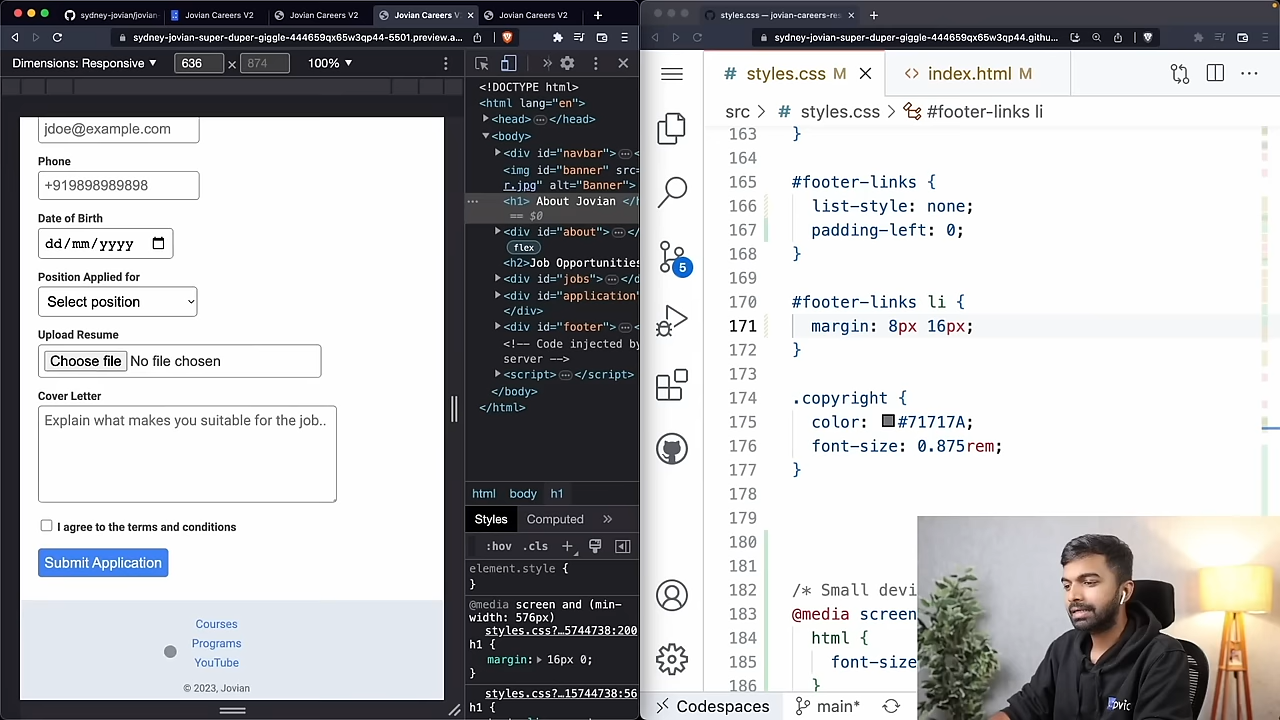 sydney-jovian/jovian
Jovian Careers V2
Jovian Careers V2
Jovian Careers V2
Jovian Careers V2
styles.css — jovian-careers-res
sydney-jovian-super-duper-giggle-444659qx65w3qp44-5501.preview.a...
sydney-jovian-super-duper-giggle-444659qx65w3qp44.githu...
Dimensions: Responsive
636
×
874
100%
jdoe@example.com
Phone
+919898989898
Date of Birth
dd/mm/yyyy
Position Applied for
Select position
Upload Resume
Choose file No file chosen
Cover Letter
Explain what makes you suitable for the job..
I agree to the terms and conditions
Submit Application
Courses
Programs
YouTube
© 2023, Jovian
<!DOCTYPE html>
<html lang="en">
<head> </head>
<body>
<div id="navbar">
<img id="banner" src=
r.jpg" alt="Banner">
<h1> About Jovian </h
== $0
<div id="about">
flex
<h2>Job Opportunities
<div id="jobs"> </d
<div id="application"
</div>
<div id="footer">
<!-- Code injected by
server -->
<script> </script>
</body>
</html>
html body h1
Styles Computed
:hov .cls +
element.style {
}
@media screen and (min-
width: 576px)
styles.css?…5744738:200
h1 {
margin: 16px 0;
}
styles.css?…15744738:56
h1 {
# styles.css M
<> index.html M
src > # styles.css > #footer-links li
163 }
164
165 #footer-links {
166 list-style: none;
167 padding-left: 0;
168 }
169
170 #footer-links li {
171 margin: 8px 16px;
172 }
173
174 .copyright {
175 color: #71717A;
176 font-size: 0.875rem;
177 }
178
179
180
181
182 /* Small devi
183 @media screen
184 html {
185 font-size
186 }
5
Codespaces
main*